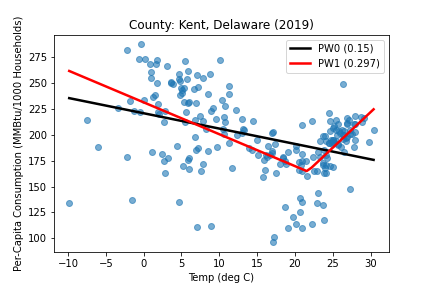 County: Kent, Delaware (2019)
PW0 (0.15)
PW1 (0.297)
Per-Capita Consumption (MMBtu/1000 Households)
275
250
225
200
175
150
125
100
−10 −5 0 5 10 15 20 25 30
Temp (deg C)